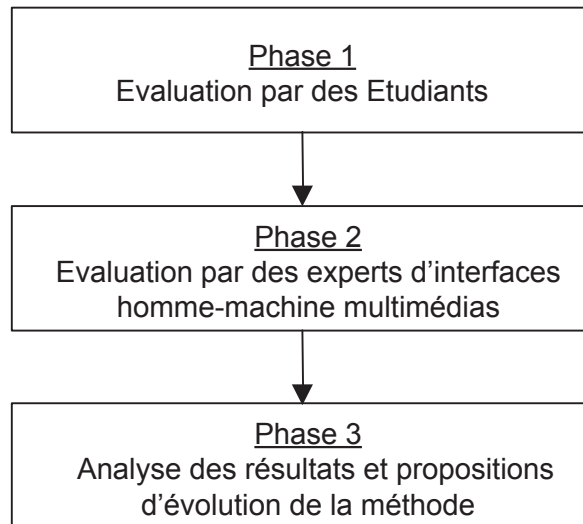 Phase 1
Evaluation par des Etudiants
Phase 2
Evaluation par des experts d’interfaces
homme-machine multimédias
Phase 3
Analyse des résultats et propositions
d’évolution de la méthode